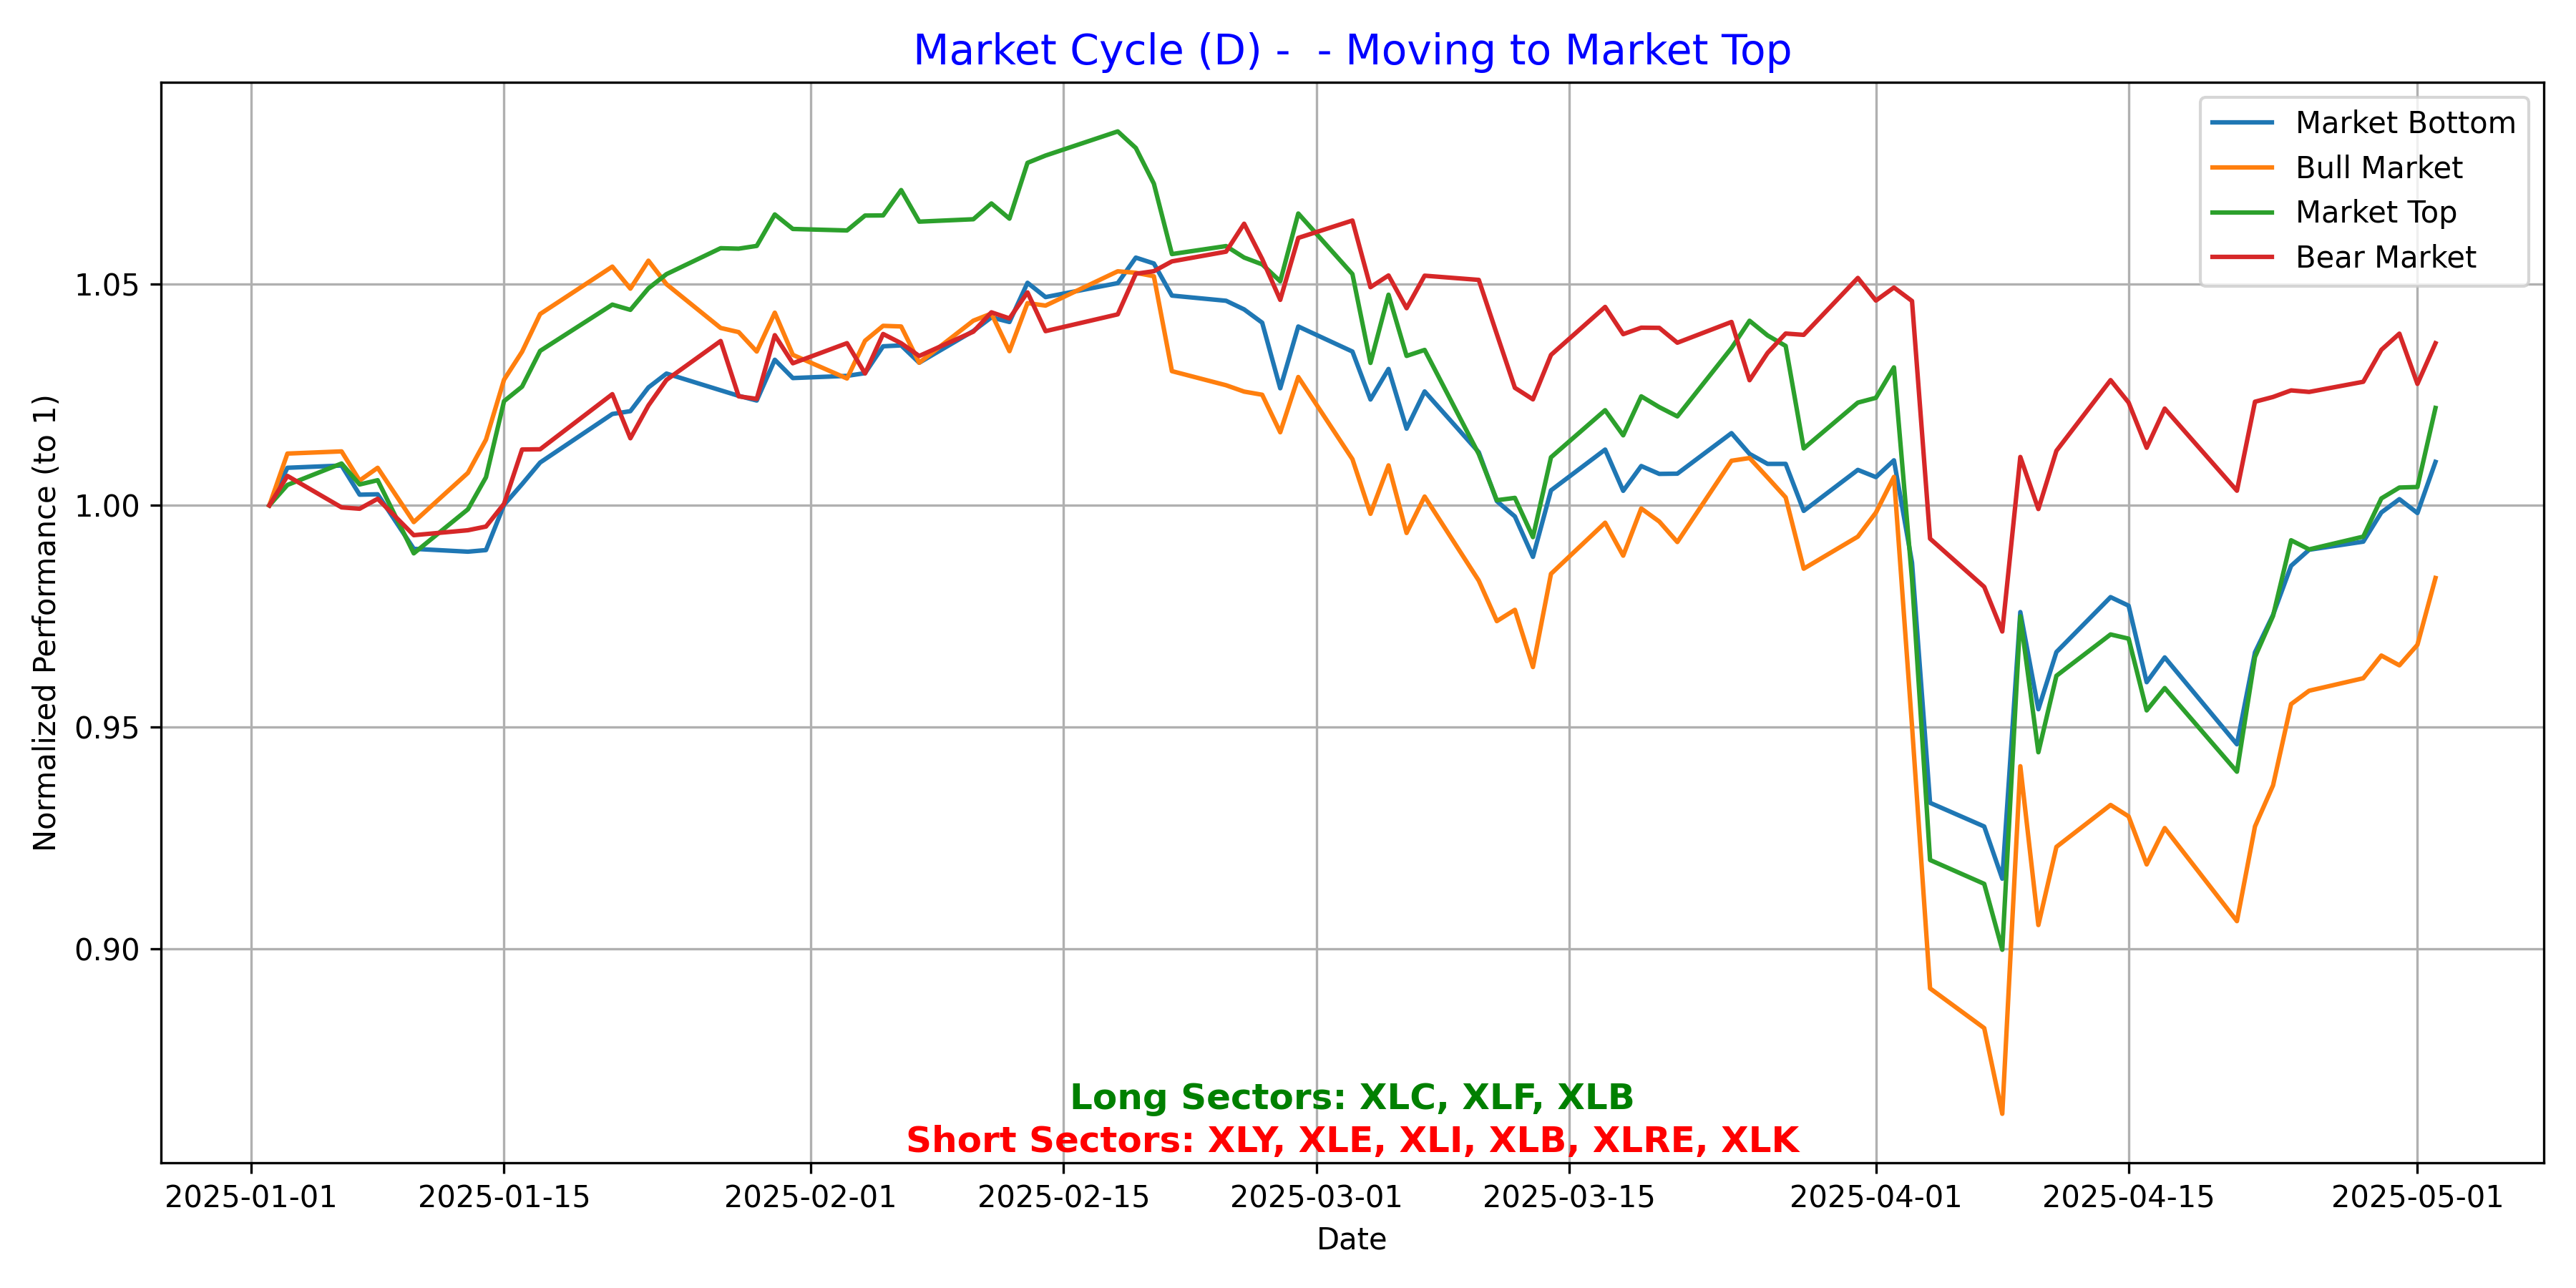 Market Cycle (D) -  - Moving to Market Top
Market Bottom
Bull Market
Market Top
Bear Market
Normalized Performance (to 1)
1.05
1.00
0.95
0.90
Long Sectors: XLC, XLF, XLB
Short Sectors: XLY, XLE, XLI, XLB, XLRE, XLK
2025-01-01 2025-01-15 2025-02-01 2025-02-15 2025-03-01 2025-03-15 2025-04-01 2025-04-15 2025-05-01
Date